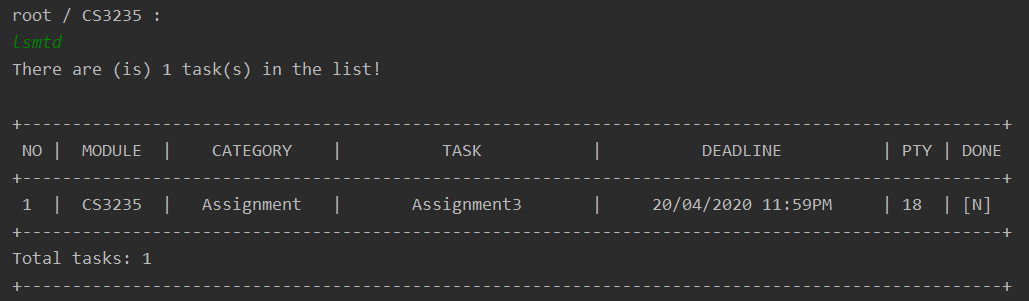 root / CS3235 :
lsmtd
There are (is) 1 task(s) in the list!
+--------------------------------------------------------------------------------------------------+
NO | MODULE | CATEGORY | TASK | DEADLINE | PTY | DONE
+--------------------------------------------------------------------------------------------------+
1 | CS3235 | Assignment | Assignment3 | 20/04/2020 11:59PM | 18 | [N]
+--------------------------------------------------------------------------------------------------+
Total tasks: 1
+--------------------------------------------------------------------------------------------------+